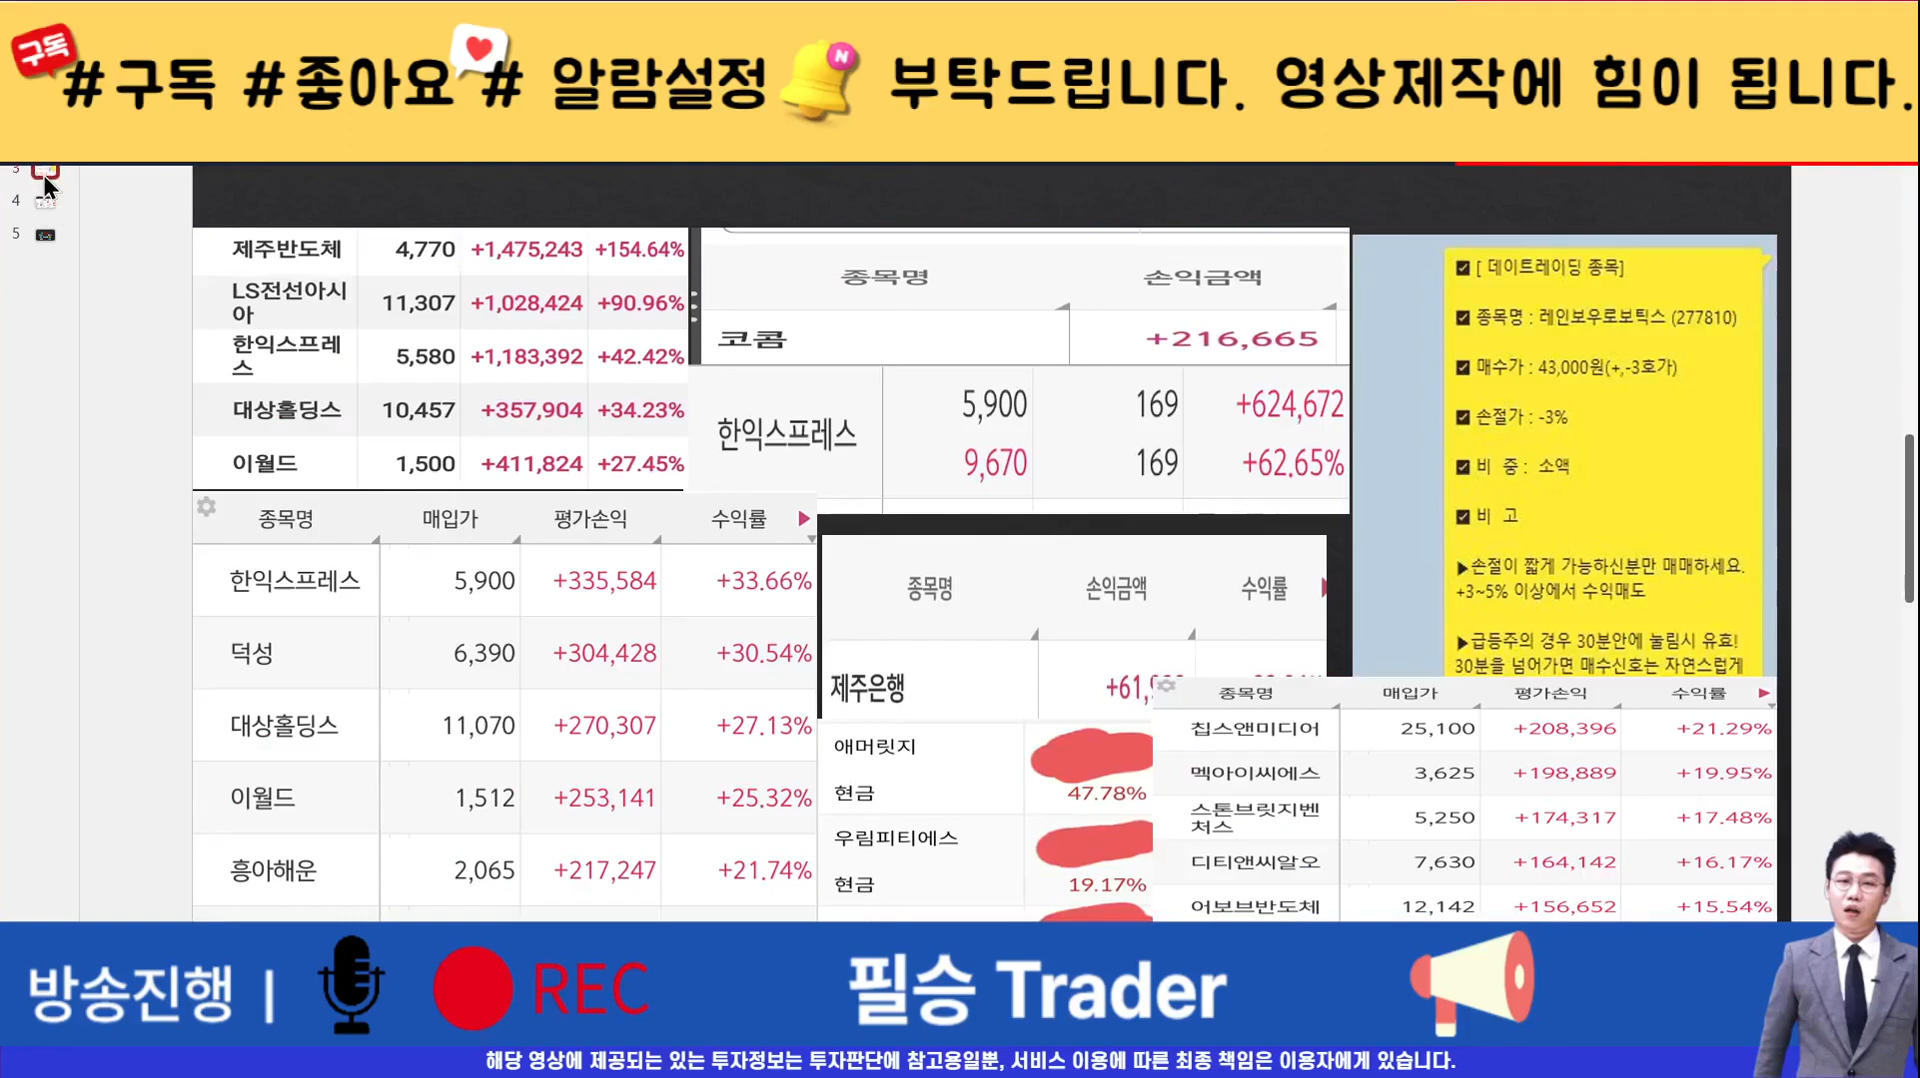 구독
#구독 #좋아요 # 알람설정 N 부탁드립니다. 영상제작에 힘이 됩니다.
3
4
5
제주반도체 4,770 +1,475,243 +154.64%
LS전선아시
아 11,307 +1,028,424 +90.96%
한익스프레
스 5,580 +1,183,392 +42.42%
대상홀딩스 10,457 +357,904 +34.23%
이월드 1,500 +411,824 +27.45%
종목명 손익금액
코콤 +216,665
한익스프레스 5,900 169 +624,672
9,670 169 +62.65%
[ 데이트레이딩 종목]
종목명 : 레인보우로보틱스 (277810)
매수가 : 43,000원(+,-3호가)
손절가 : -3%
비 중 : 소액
비 고
▶손절이 짧게 가능하신분만 매매하세요.
+3~5% 이상에서 수익매도
▶급등주의 경우 30분안에 눌림시 유효!
30분을 넘어가면 매수신호는 자연스럽게
종목명 매입가 평가손익 수익률
한익스프레스 5,900 +335,584 +33.66%
덕성 6,390 +304,428 +30.54%
대상홀딩스 11,070 +270,307 +27.13%
이월드 1,512 +253,141 +25.32%
흥아해운 2,065 +217,247 +21.74%
종목명 손익금액 수익률
제주은행
애머릿지
현금 47.78%
우림피티에스
현금 19.17%
종목명 매입가 평가손익 수익률
칩스앤미디어 25,100 +208,396 +21.29%
멕아이씨에스 3,625 +198,889 +19.95%
스톤브릿지벤
처스 5,250 +174,317 +17.48%
디티앤씨알오 7,630 +164,142 +16.17%
어보브반도체 12,142 +156,652 +15.54%
방송진행 | REC 필승 Trader
해당 영상에 제공되는 있는 투자정보는 투자판단에 참고용일뿐, 서비스 이용에 따른 최종 책임은 이용자에게 있습니다.